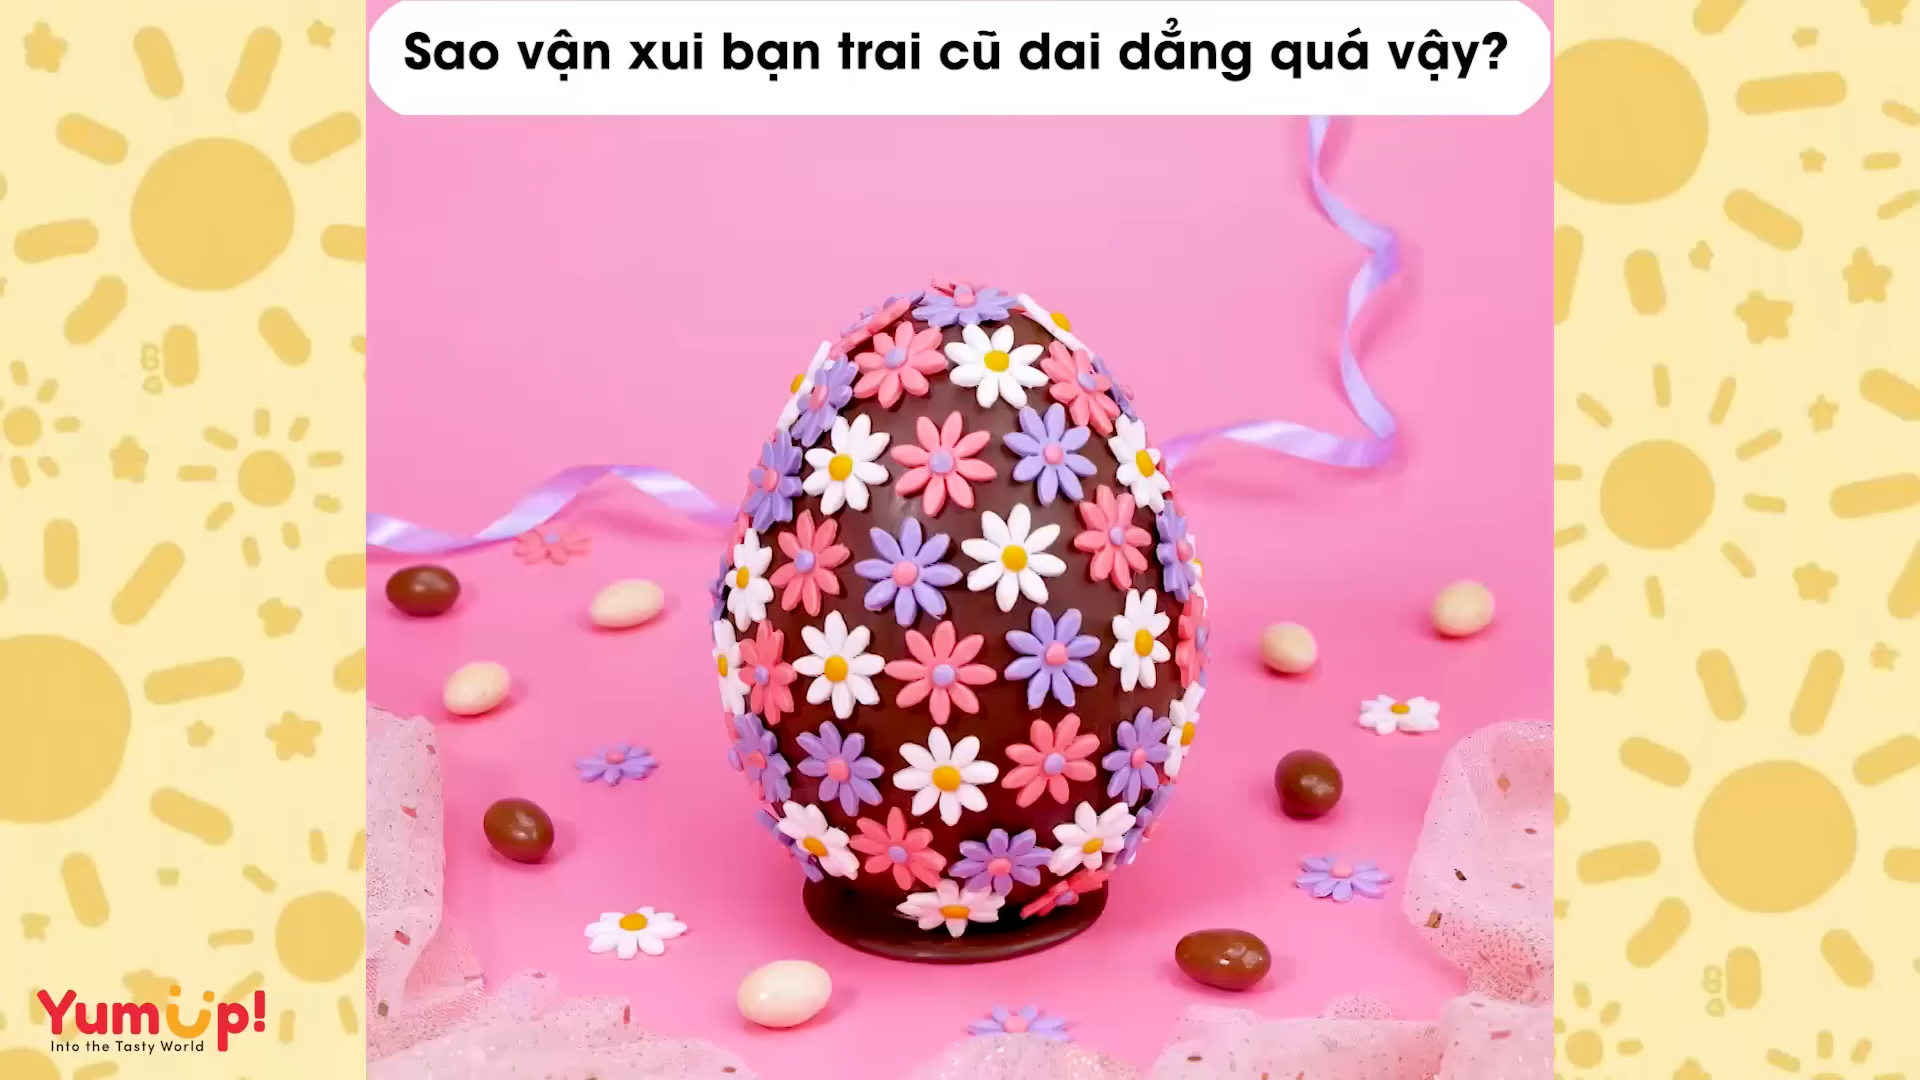 Sao vận xui bạn trai cũ dai dẳng quá vậy?
YumUp!
Into the Tasty World